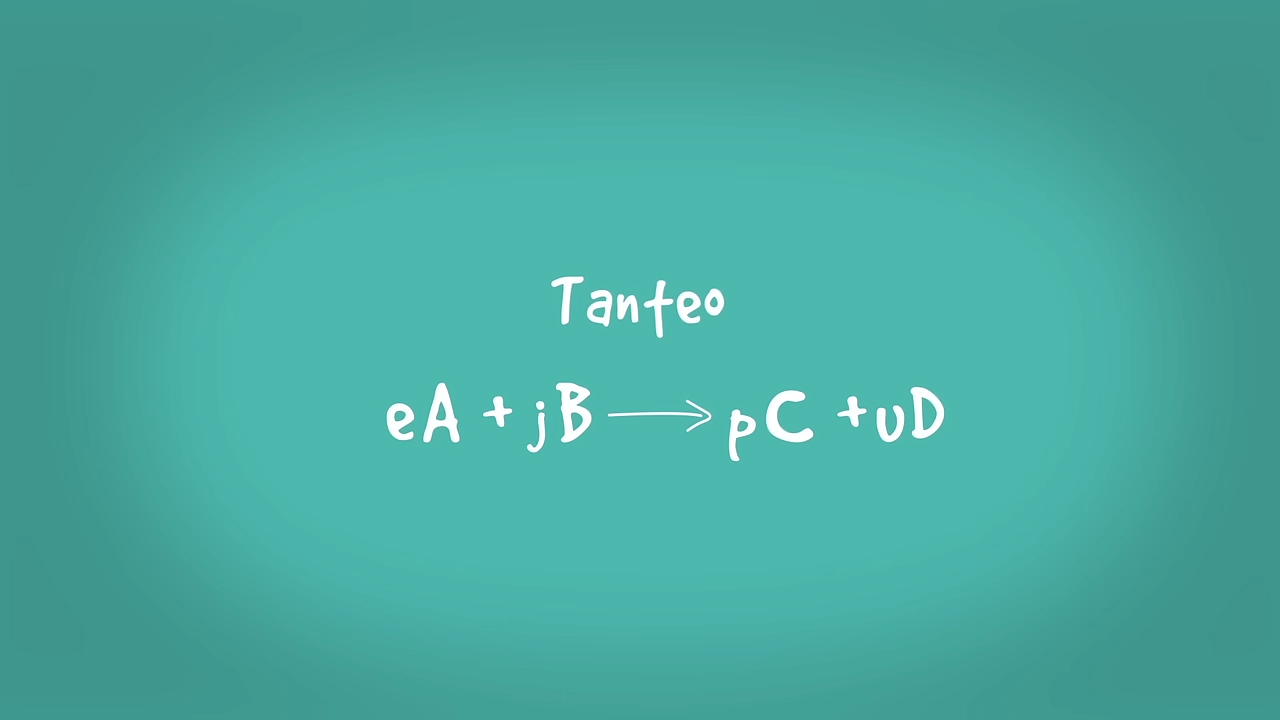 Tanteo
eA + jB → pC + uD